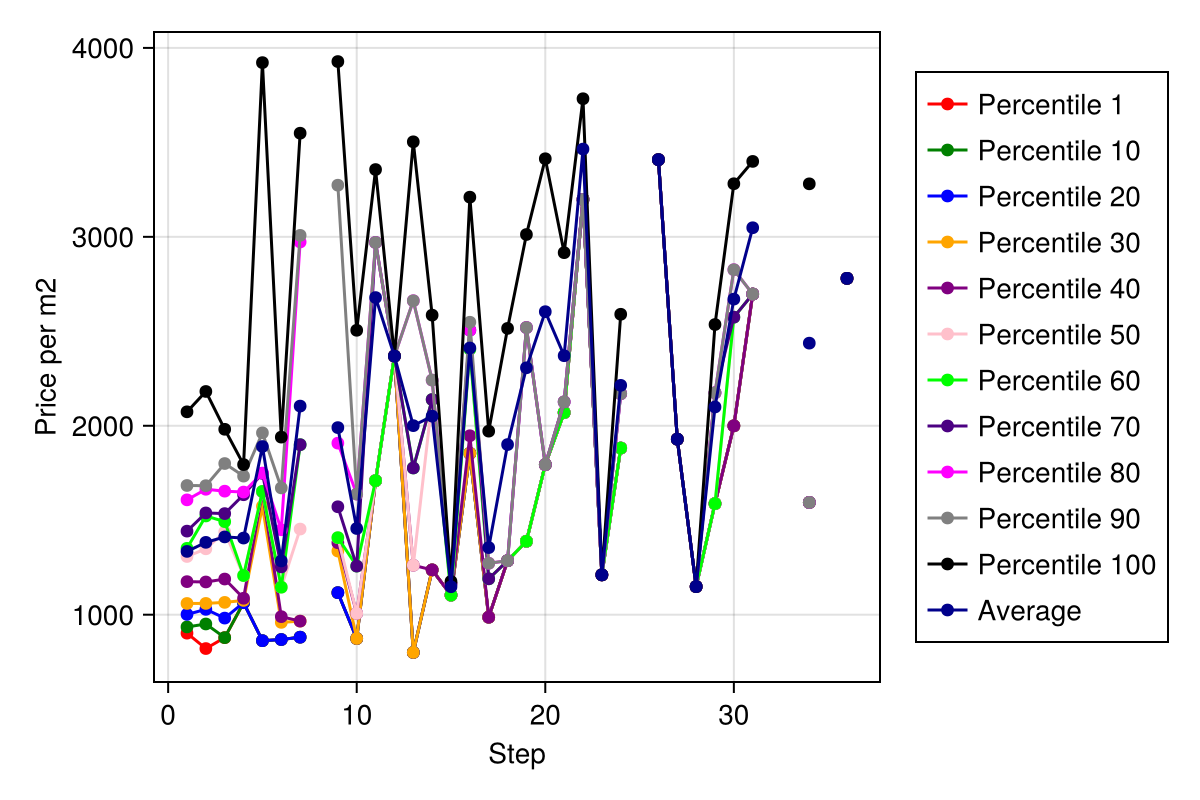 4000
3000
2000
1000
Price per m2
0 10 20 30
Step
Percentile 1
Percentile 10
Percentile 20
Percentile 30
Percentile 40
Percentile 50
Percentile 60
Percentile 70
Percentile 80
Percentile 90
Percentile 100
Average